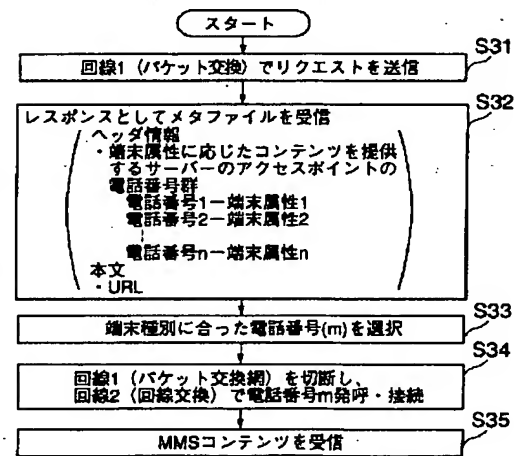 スタート
S31
回線1（パケット交換）でリクエストを送信
S32
レスポンスとしてメタファイルを受信
ヘッダ情報
・端末属性に応じたコンテンツを提供
するサーバーのアクセスポイントの
電話番号群
電話番号1－端末属性1
電話番号2－端末属性2
電話番号n－端末属性n
本文
・URL
S33
端末種別に合った電話番号(m)を選択
S34
回線1（パケット交換網）を切断し、
回線2（回線交換）で電話番号m発呼・接続
S35
MMSコンテンツを受信